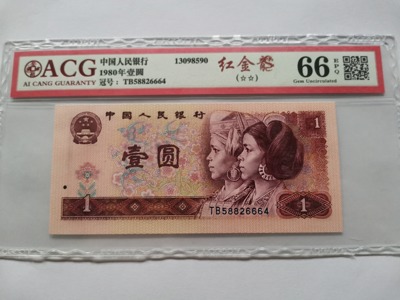 ACG
AI CANG GUARANTY
中国人民银行
1980年壹圆
冠号: TB58826664
13098590
红金龙
(☆☆)
66 EPQ
Gem Uncirculated
中国人民银行
壹圆
1
1
1
TB58826664